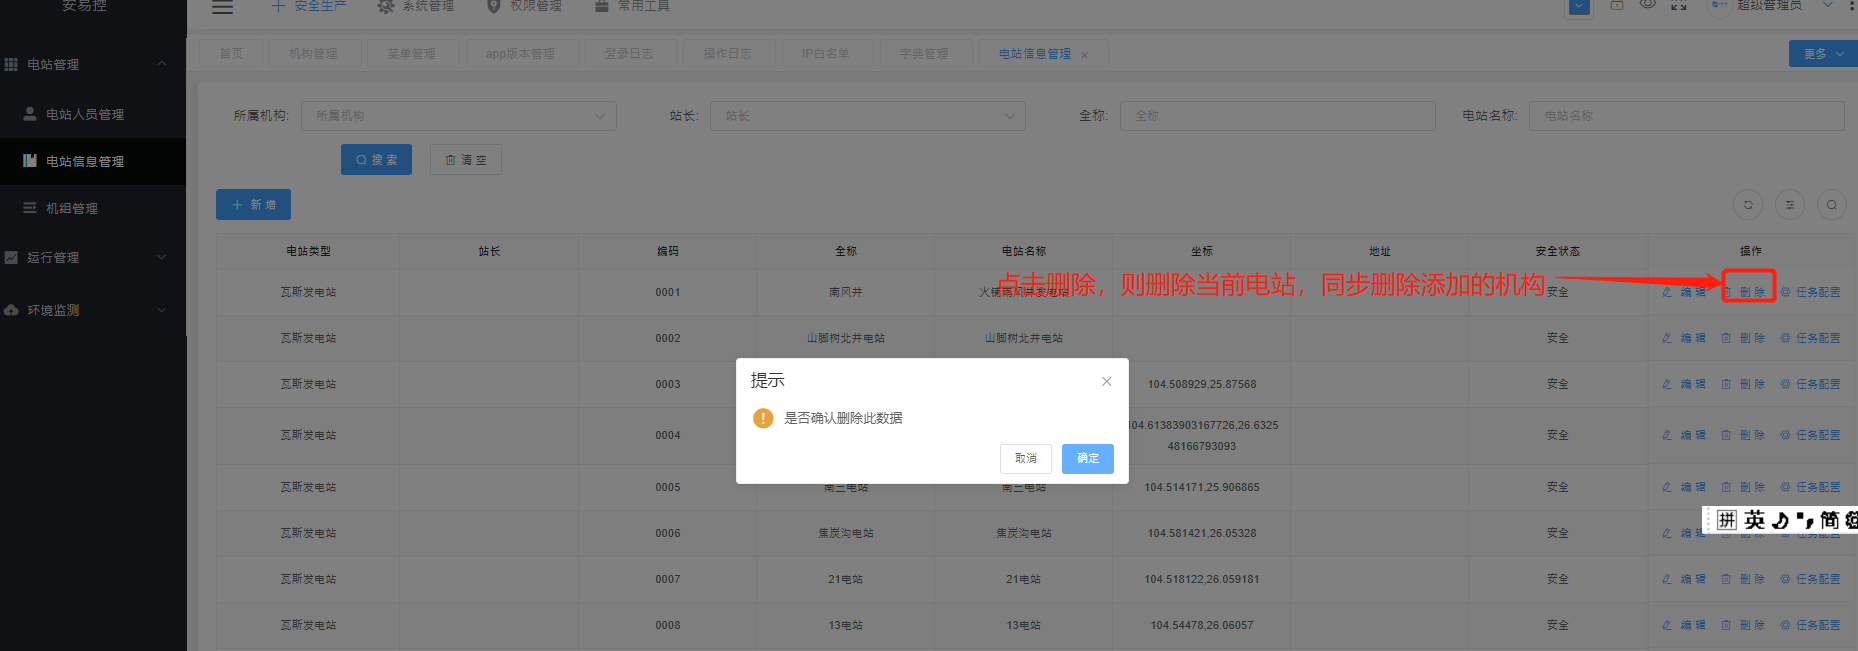 安易控
安全生产 系统管理 权限管理 常用工具
超级管理员
首页 机构管理 菜单管理 app版本管理 登录日志 操作日志 IP白名单 字典管理 电站信息管理 ×
更多
电站管理
电站人员管理
电站信息管理
机组管理
运行管理
环境监测
所属机构: 所属机构 站长: 站长 全称: 全称 电站名称: 电站名称
搜 索 清 空
新 增
电站类型 站长 编码 全称 电站名称 坐标 地址 安全状态 操作
点击删除，则删除当前电站，同步删除添加的机构
瓦斯发电站 0001 南风井 安全 编 辑 删 除 任务配置
瓦斯发电站 0002 山脚树北井电站 山脚树北井电站 安全 编 辑 删 除 任务配置
瓦斯发电站 0003 104.508929,25.87568 安全 编 辑 删 除 任务配置
瓦斯发电站 0004 104.61383903167726,26.6325
48166793093 安全 编 辑 删 除 任务配置
瓦斯发电站 0005 南三电站 南三电站 104.514171,25.906865 安全 编 辑 删 除 任务配置
瓦斯发电站 0006 焦炭沟电站 焦炭沟电站 104.581421,26.05328 安全 编 辑 删 除 任务配置
瓦斯发电站 0007 21电站 21电站 104.518122,26.059181 安全 编 辑 删 除 任务配置
瓦斯发电站 0008 13电站 13电站 104.54478,26.06057 安全 编 辑 删 除 任务配置
提示
是否确认删除此数据
取消 确定
拼 英 简